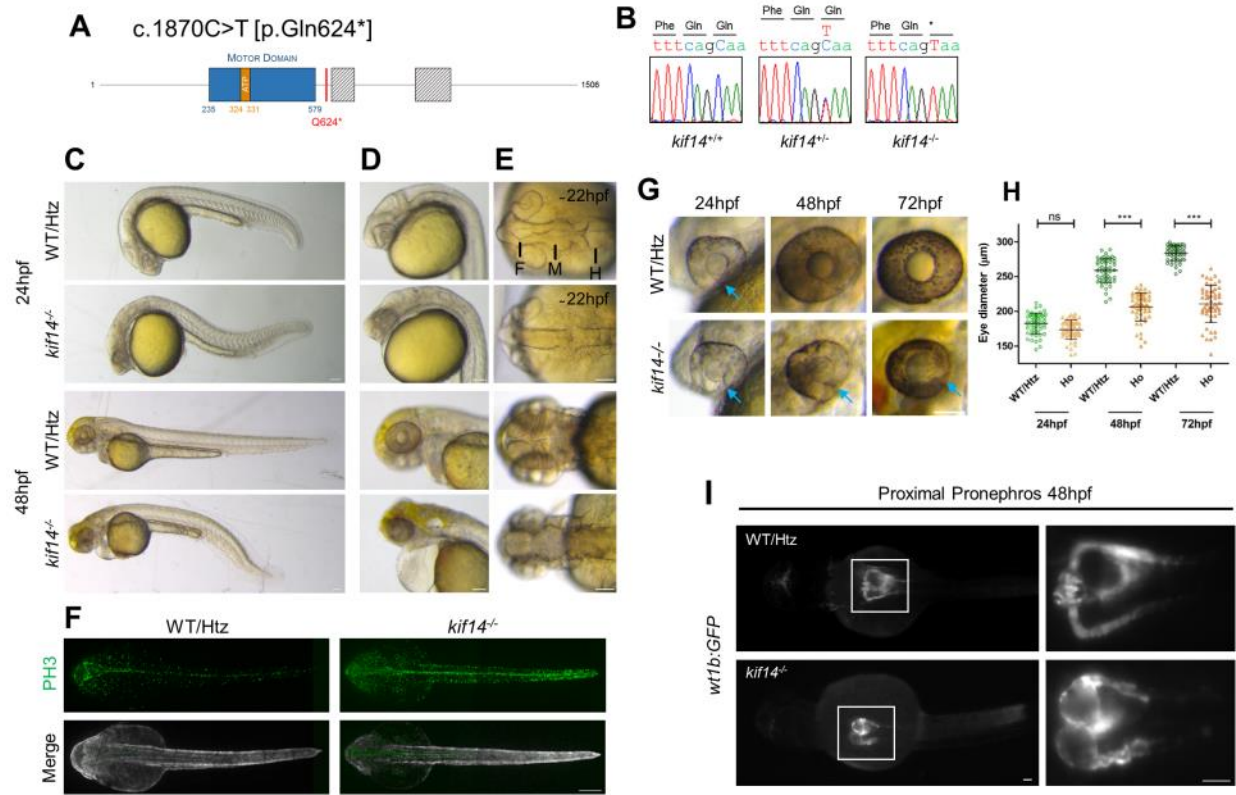 A
c.1870C>T [p.Gln624*]
MOTOR DOMAIN
1
ATP
1506
235
324
331
579
Q624*
B
Phe Gln Gln
tttcagCaa
kif14+/+
Phe Gln Gln
T
tttcagCaa
kif14+/-
Phe Gln *
tttcagTaa
kif14-/-
C
D
E
24hpf
WT/Htz
kif14-/-
48hpf
WT/Htz
kif14-/-
~22hpf
F M H
~22hpf
F
WT/Htz
kif14-/-
PH3
Merge
G
24hpf 48hpf 72hpf
WT/Htz
kif14-/-
H
Eye diameter (µm)
300
250
200
150
ns
***
***
WT/Htz
Ho
WT/Htz
Ho
WT/Htz
Ho
24hpf
48hpf
72hpf
I
Proximal Pronephros 48hpf
wt1b:GFP
WT/Htz
kif14-/-